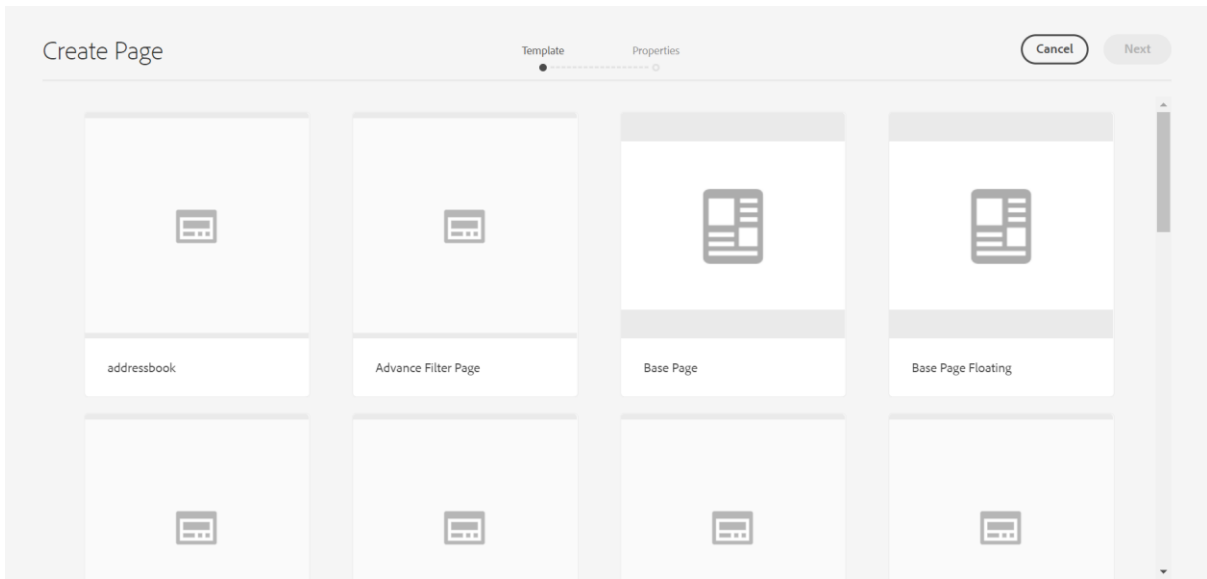 Create Page
Template
Properties
Cancel
Next
addressbook
Advance Filter Page
Base Page
Base Page Floating